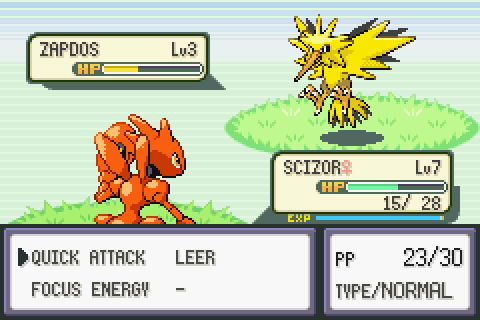 ZAPDOS Lv3
HP
SCIZOR♀ Lv7
HP
15/ 28
EXP
▶QUICK ATTACK LEER
FOCUS ENERGY -
PP 23/30
TYPE/NORMAL